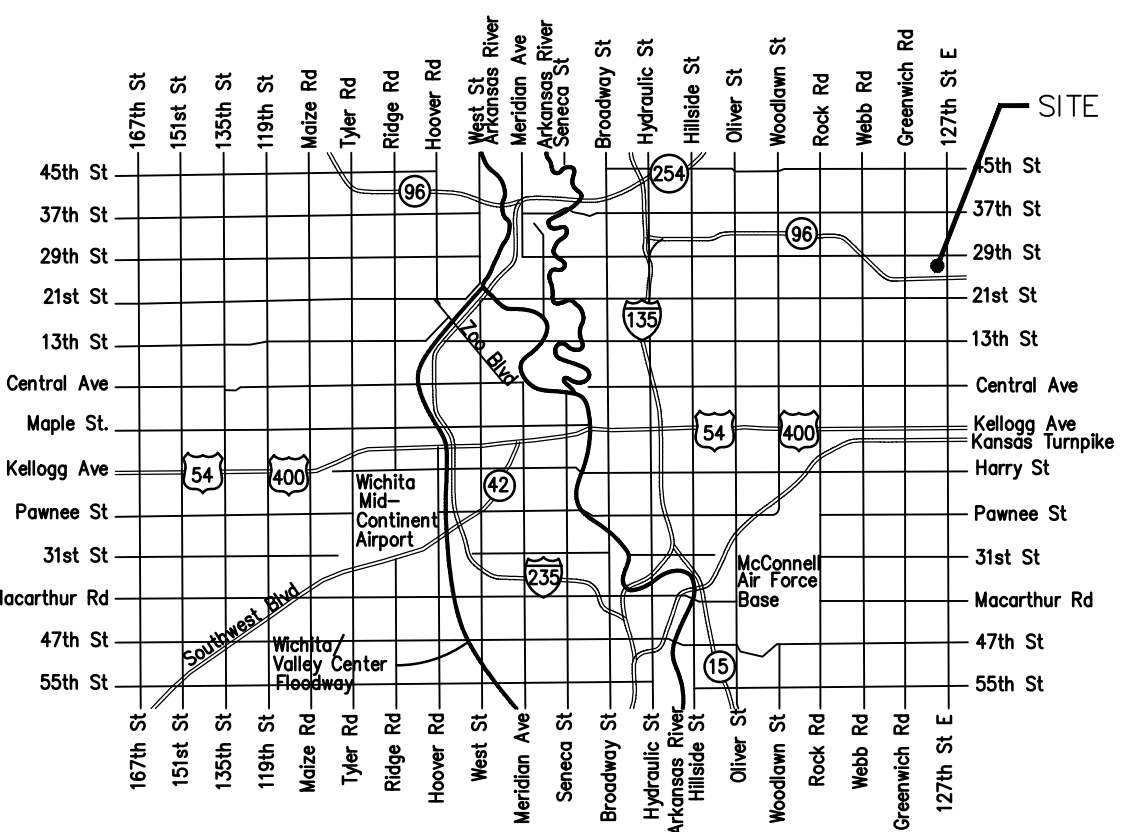 167th St
151st St
135th St
119th St
Maize Rd
Tyler Rd
Ridge Rd
Hoover Rd
West St
Arkansas River
Meridian Ave
Arkansas River
Seneca St
Broadway St
Hydraulic St
Hillside St
Oliver St
Woodlawn St
Rock Rd
Webb Rd
Greenwich Rd
127th St E
SITE
45th St
37th St
29th St
21st St
13th St
Central Ave
Maple St.
Kellogg Ave
Pawnee St
31st St
Macarthur Rd
47th St
55th St
96
254
96
135
Zoo Blvd
54
400
54
400
42
235
15
Wichita
Mid-
Continent
Airport
Southwest Blvd
Wichita/
Valley Center
Floodway
McConnell
Air Force
Base
45th St
37th St
29th St
21st St
13th St
Central Ave
Kellogg Ave
Kansas Turnpike
Harry St
Pawnee St
31st St
Macarthur Rd
47th St
55th St
167th St
151st St
135th St
119th St
Maize Rd
Tyler Rd
Ridge Rd
Hoover Rd
West St
Meridian Ave
Seneca St
Broadway St
Hydraulic St
Arkansas River
Hillside St
Oliver St
Woodlawn St
Rock Rd
Webb Rd
Greenwich Rd
127th St E